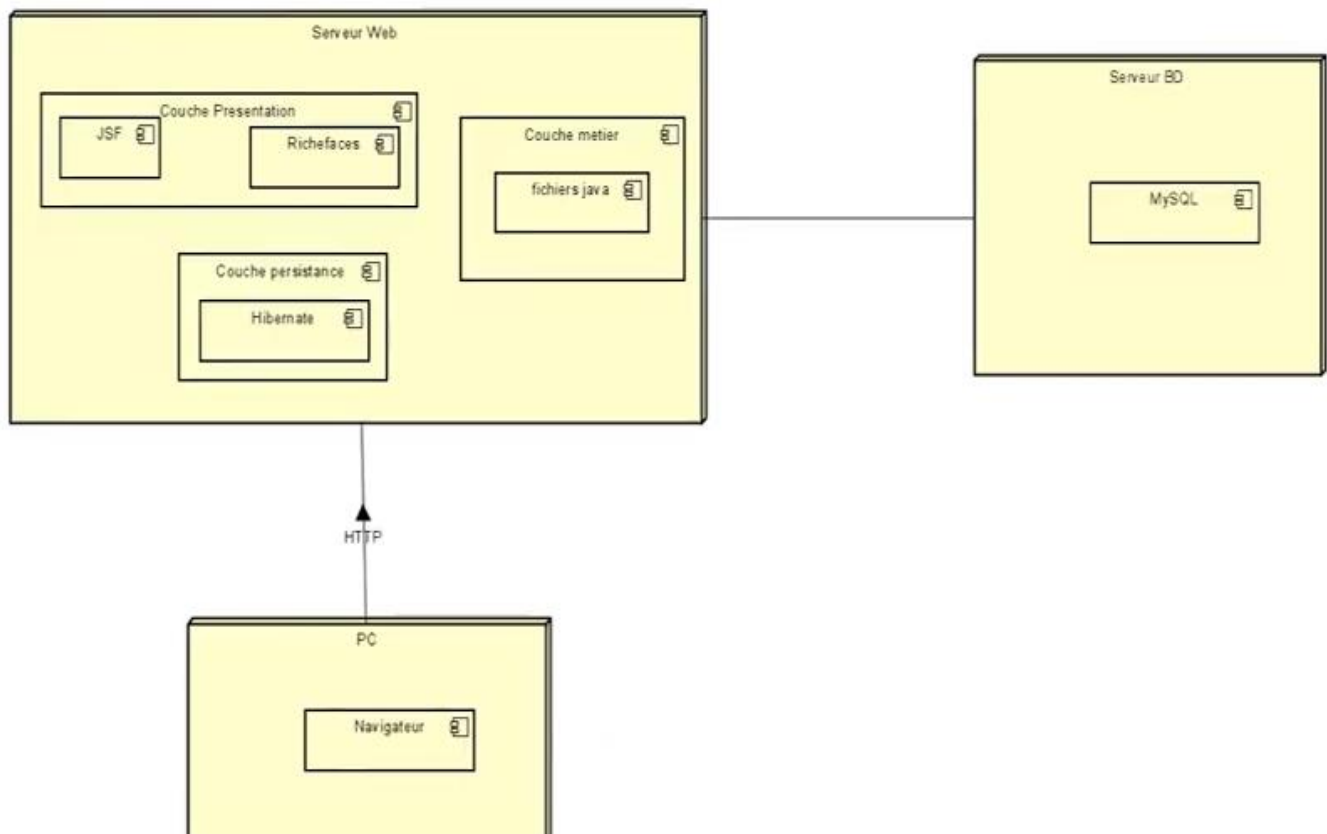 Serveur Web
Couche Presentation
JSF
Richefaces
Couche metier
fichiers java
Couche persistance
Hibernate
Serveur BD
MySQL
HTTP
PC
Navigateur